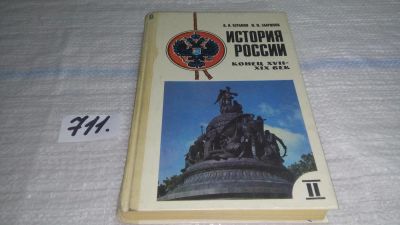 В. И. БУГАНОВ П. Н. ЗЫРЯНОВ
ИСТОРИЯ
РОССИИ
КОНЕЦ XVII-
XIX ВЕК
711.
II